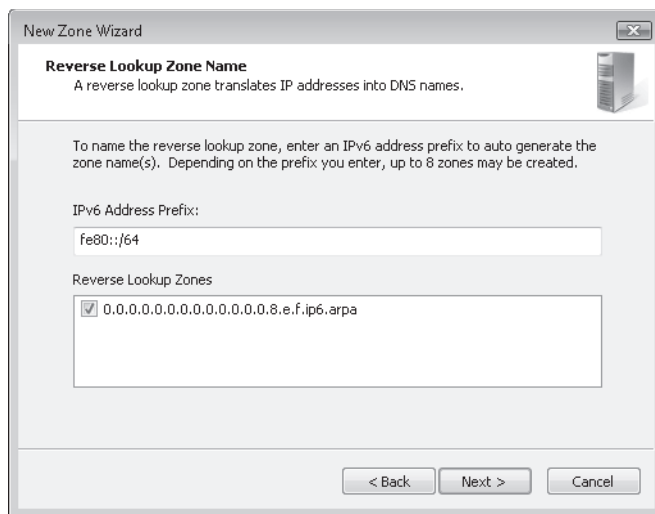 New Zone Wizard
Reverse Lookup Zone Name
A reverse lookup zone translates IP addresses into DNS names.
To name the reverse lookup zone, enter an IPv6 address prefix to auto generate the
zone name(s). Depending on the prefix you enter, up to 8 zones may be created.
IPv6 Address Prefix:
fe80::/64
Reverse Lookup Zones
0.0.0.0.0.0.0.0.0.0.0.0.0.8.e.f.ip6.arpa
< Back
Next >
Cancel